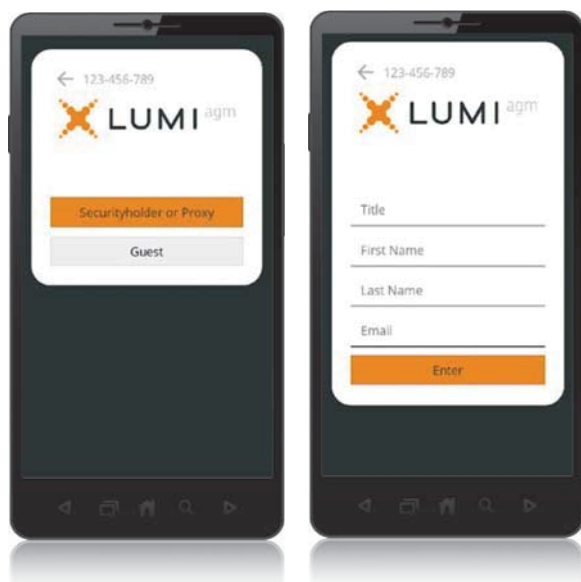 123-456-789
LUMI agm
Securityholder or Proxy
Guest
123-456-789
LUMI agm
Title
First Name
Last Name
Email
Enter